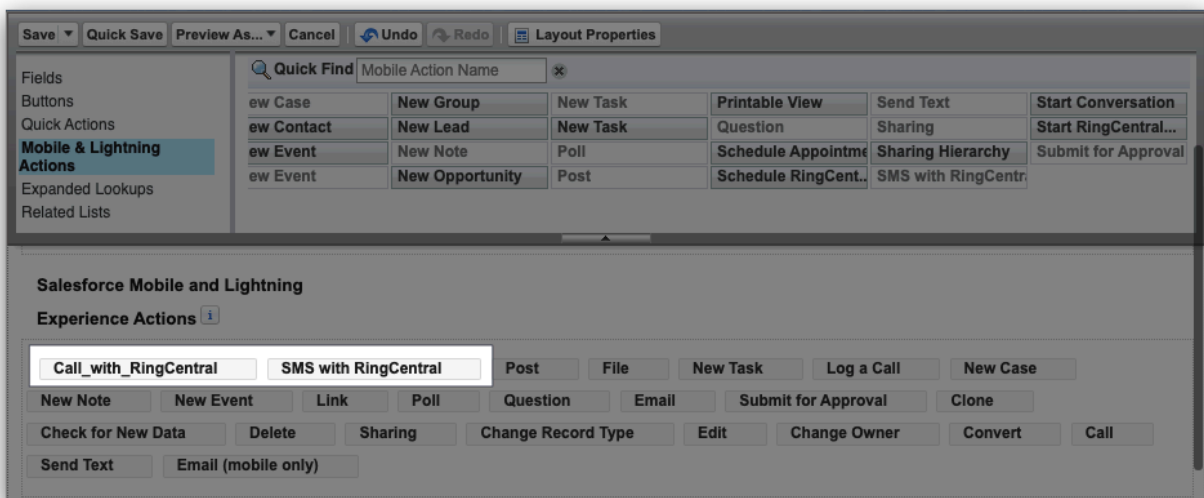 Save Quick Save Preview As... Cancel Undo Redo Layout Properties
Fields
Buttons
Quick Actions
Mobile & Lightning
Actions
Expanded Lookups
Related Lists
Quick Find Mobile Action Name
ew Case New Group New Task Printable View Send Text Start Conversation
ew Contact New Lead New Task Question Sharing Start RingCentral...
ew Event New Note Poll Schedule Appointme Sharing Hierarchy Submit for Approval
ew Event New Opportunity Post Schedule RingCent.. SMS with RingCentr
Salesforce Mobile and Lightning
Experience Actions i
Call_with_RingCentral SMS with RingCentral Post File New Task Log a Call New Case
New Note New Event Link Poll Question Email Submit for Approval Clone
Check for New Data Delete Sharing Change Record Type Edit Change Owner Convert Call
Send Text Email (mobile only)